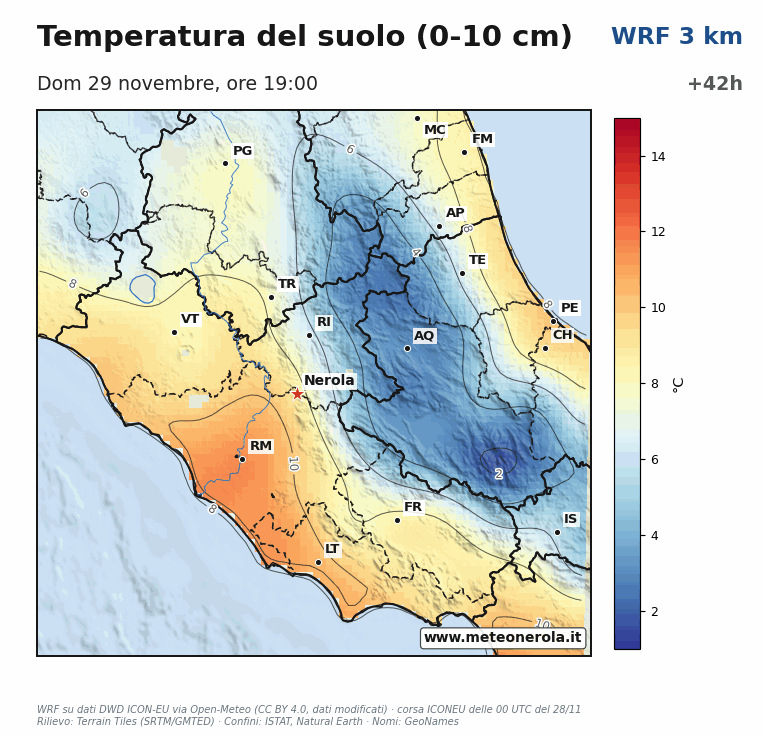 Temperatura del suolo (0-10 cm)
WRF 3 km
Dom 29 novembre, ore 19:00
+42h
MC
FM
PG
6
6
AP
8
4
TE
8
TR
8
PE
VT
RI
AQ
CH
Nerola
RM
10
2
8
FR
IS
LT
10
www.meteonerola.it
14
12
10
8
6
4
2
°C
WRF su dati DWD ICON-EU via Open-Meteo (CC BY 4.0, dati modificati) · corsa ICONEU delle 00 UTC del 28/11
Rilievo: Terrain Tiles (SRTM/GMTED) · Confini: ISTAT, Natural Earth · Nomi: GeoNames